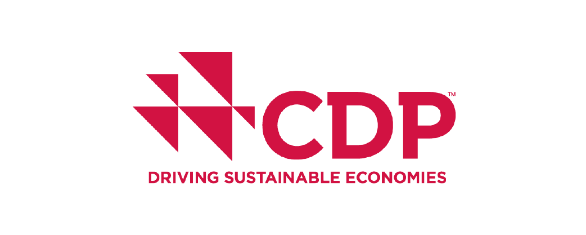 CDP™
DRIVING SUSTAINABLE ECONOMIES